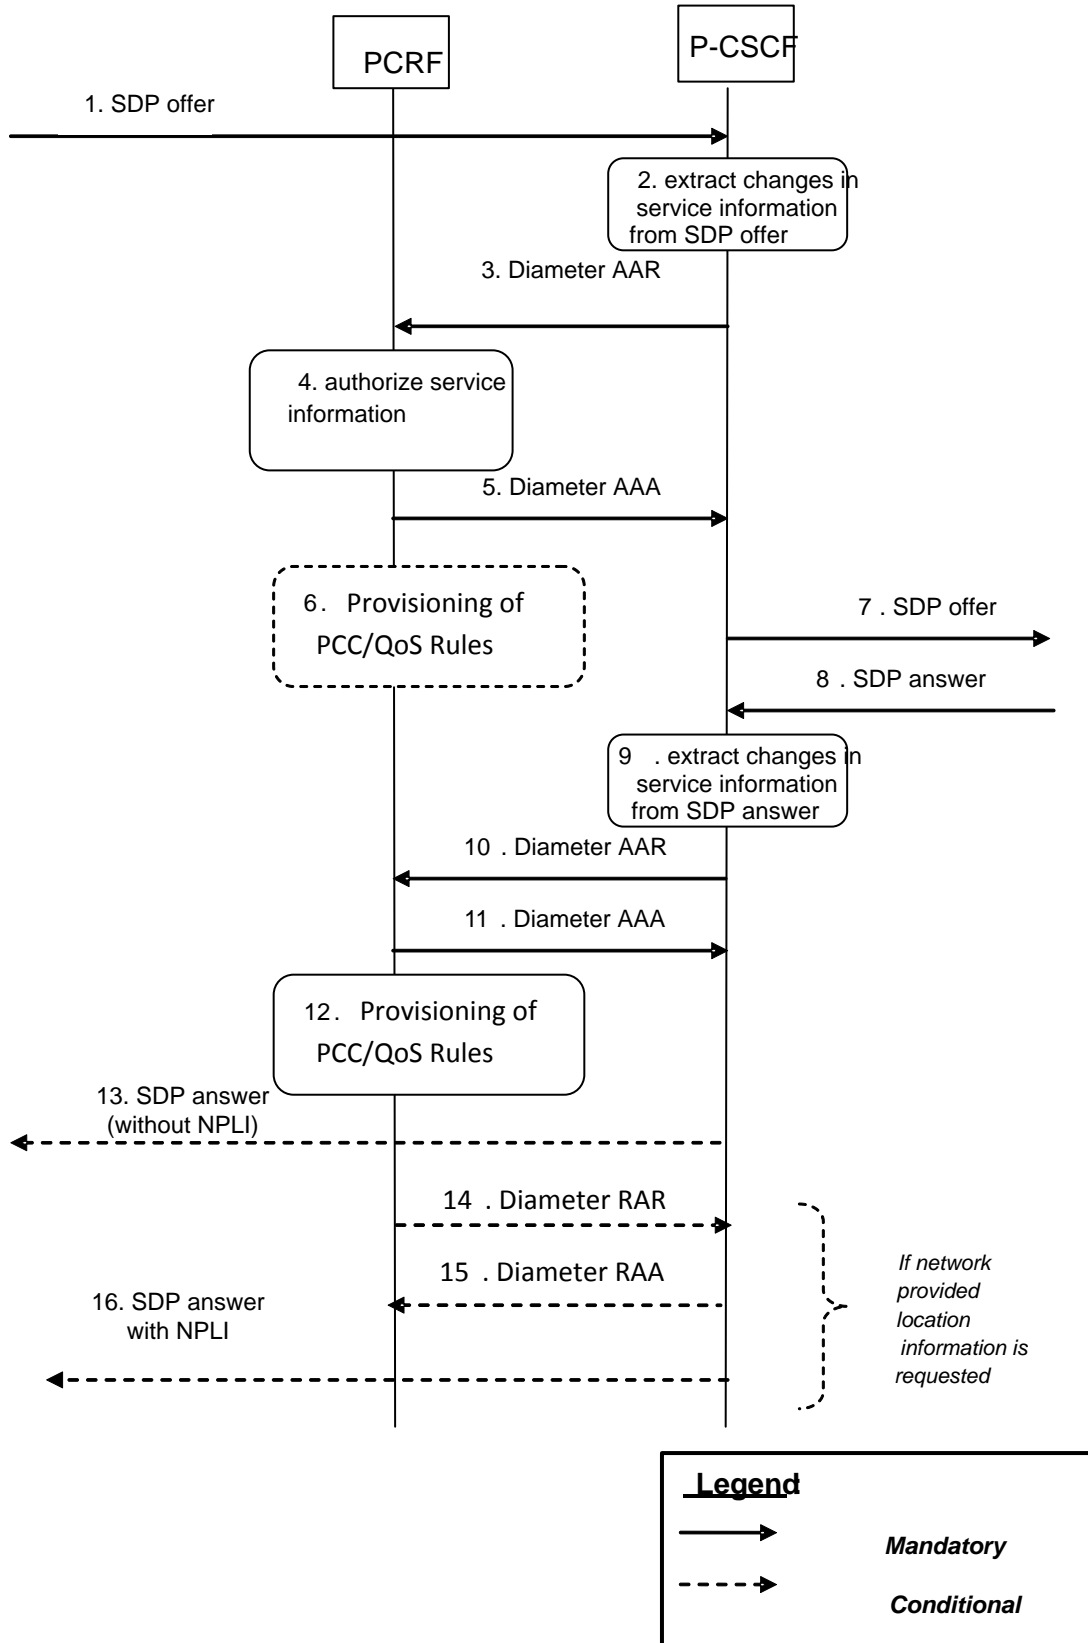 PCRF
P-CSCF
1. SDP offer
2. extract changes in
service information
from SDP offer
3. Diameter AAR
4. authorize service
information
5. Diameter AAA
6. Provisioning of
PCC/QoS Rules
7 . SDP offer
8 . SDP answer
9 . extract changes in
service information
from SDP answer
10 . Diameter AAR
11 . Diameter AAA
12. Provisioning of
PCC/QoS Rules
13. SDP answer
(without NPLI)
14 . Diameter RAR
15 . Diameter RAA
16. SDP answer
with NPLI
If network
provided
location
information is
requested
Legend:
Mandatory
Conditional